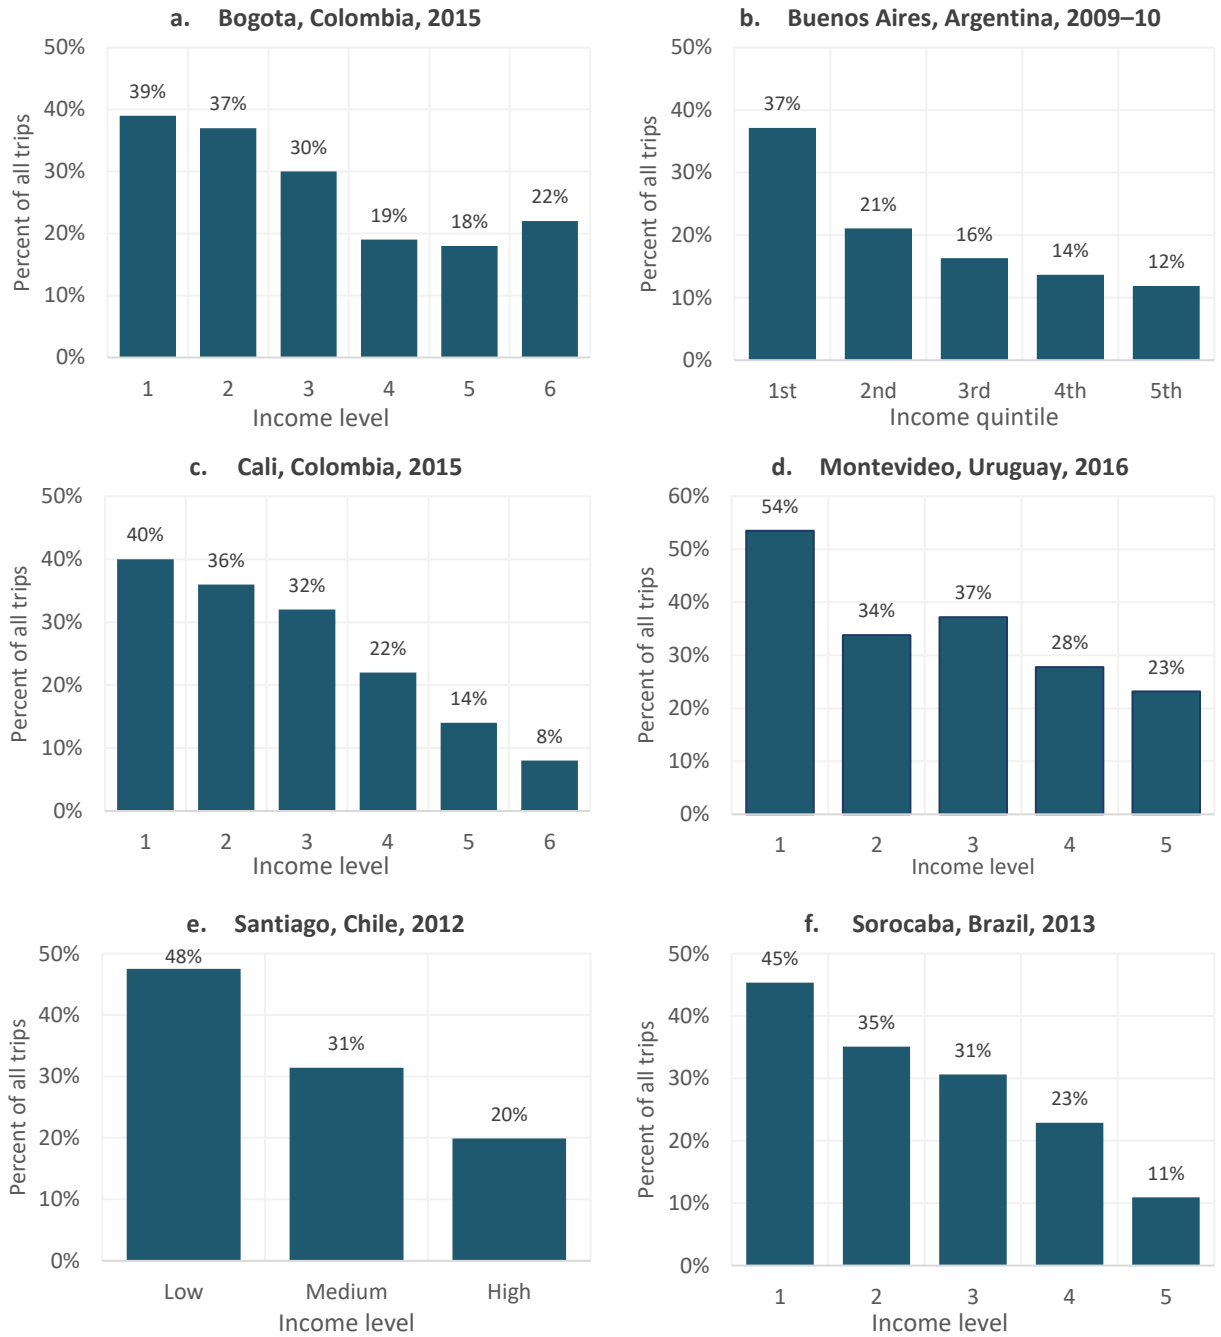 a. Bogota, Colombia, 2015
Percent of all trips
50%
40%
30%
20%
10%
0%
39%
37%
30%
19%
18%
22%
1 2 3 4 5 6
Income level
b. Buenos Aires, Argentina, 2009–10
Percent of all trips
50%
40%
30%
20%
10%
0%
37%
21%
16%
14%
12%
1st 2nd 3rd 4th 5th
Income quintile
c. Cali, Colombia, 2015
Percent of all trips
50%
40%
30%
20%
10%
0%
40%
36%
32%
22%
14%
8%
1 2 3 4 5 6
Income level
d. Montevideo, Uruguay, 2016
Percent of all trips
60%
50%
40%
30%
20%
10%
0%
54%
34%
37%
28%
23%
1 2 3 4 5
Income level
e. Santiago, Chile, 2012
Percent of all trips
50%
40%
30%
20%
10%
0%
48%
31%
20%
Low Medium High
Income level
f. Sorocaba, Brazil, 2013
Percent of all trips
50%
40%
30%
20%
10%
0%
45%
35%
31%
23%
11%
1 2 3 4 5
Income level